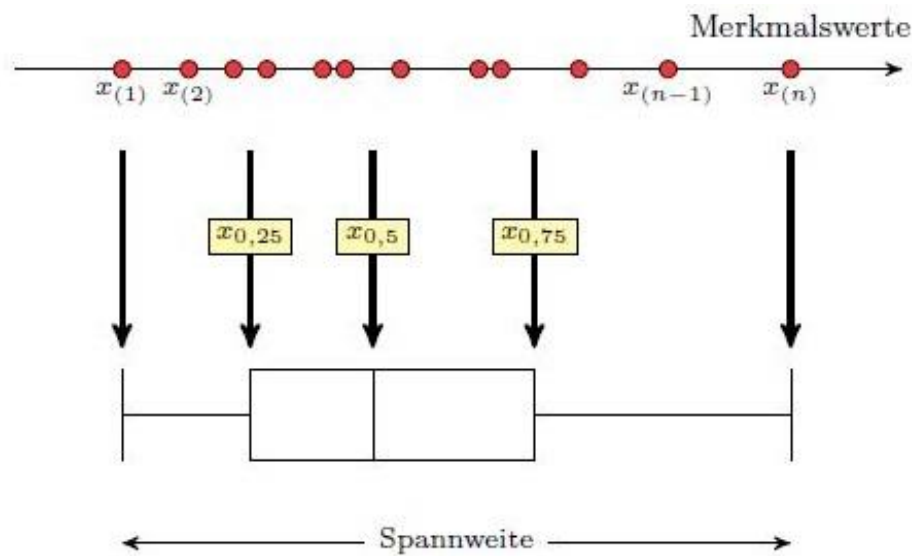 Merkmalswerte
x(1) x(2) x(n−1) x(n)
x0,25 x0,5 x0,75
Spannweite